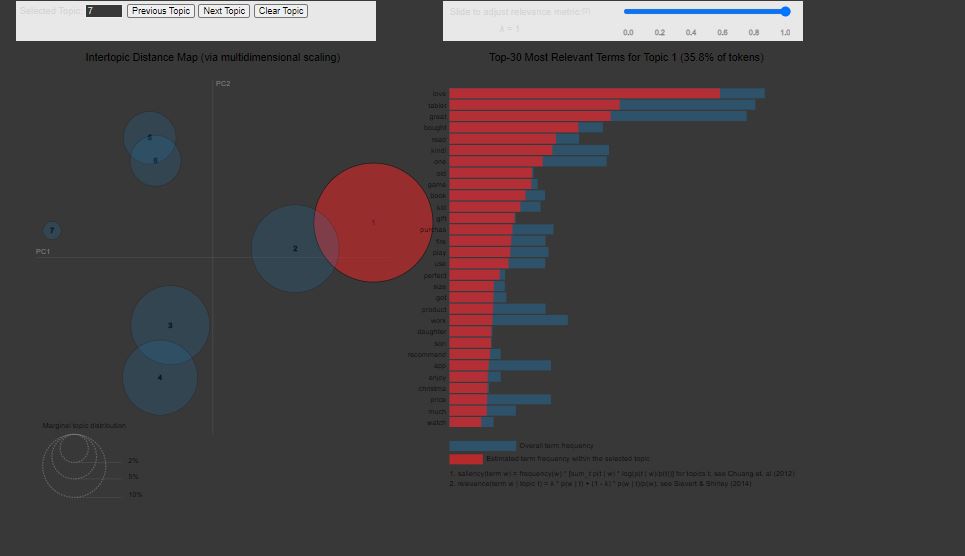 Selected Topic: 7 Previous Topic Next Topic Clear Topic
Slide to adjust relevance metric:(2)
λ = 1
0.0 0.2 0.4 0.6 0.8 1.0
Intertopic Distance Map (via multidimensional scaling)
PC2
PC1
5
6
7
2
1
3
4
Marginal topic distribution
2%
5%
10%
Top-30 Most Relevant Terms for Topic 1 (35.8% of tokens)
love
tablet
great
bought
read
kindl
one
old
game
book
kid
gift
purchas
fire
play
use
perfect
size
got
product
work
daughter
son
recommend
app
enjoy
christma
price
much
watch
Overall term frequency
Estimated term frequency within the selected topic
1. saliency(term w) = frequency(w) * [sum_t p(t | w) * log(p(t | w)/p(t))] for topics t; see Chuang et. al (2012)
2. relevance(term w | topic t) = λ * p(w | t) + (1 - λ) * p(w | t)/p(w); see Sievert & Shirley (2014)